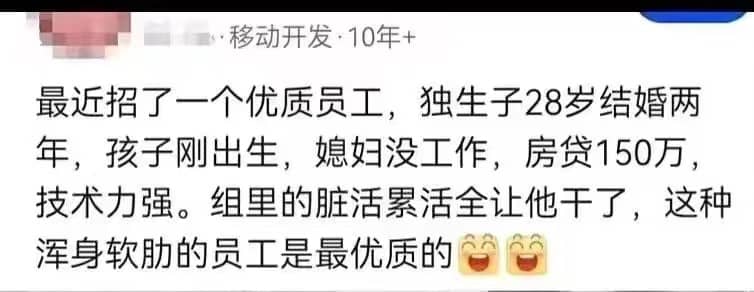 ·移动开发·10年+
最近招了一个优质员工，独生子28岁结婚两
年，孩子刚出生，媳妇没工作，房贷150万，
技术力强。组里的脏活累活全让他干了，这种
浑身软肋的员工是最优质的😄😄